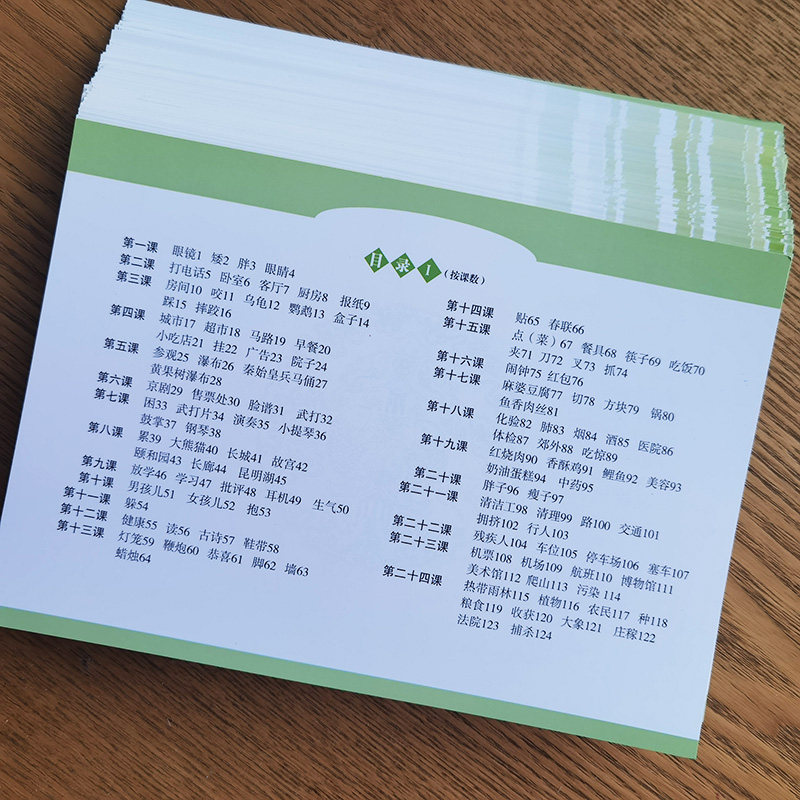 目录1（按课数）
第一课 眼镜1 矮2 胖3 眼睛4
第二课 打电话5 卧室6 客厅7 厨房8 报纸9
第三课 房间10 咬11 乌龟12 鹦鹉13 盒子14
踩15 摔跤16
第四课 城市17 超市18 马路19 早餐20
小吃店21 挂22 广告23 院子24
第五课 参观25 瀑布26 秦始皇兵马俑27
黄果树瀑布28
第六课 京剧29 售票处30 脸谱31 武打32
第七课 困33 武打片34 演奏35 小提琴36
鼓掌37 钢琴38
第八课 累39 大熊猫40 长城41 故宫42
颐和园43 长廊44 昆明湖45
第九课 放学46 学习47 批评48 耳机49 生气50
第十课 男孩儿51 女孩儿52 抱53
第十一课 躲54
第十二课 健康55 读56 古诗57 鞋带58
第十三课 灯笼59 鞭炮60 恭喜61 脚62 墙63
蜡烛64
第十四课 贴65 春联66
第十五课 点（菜）67 餐具68 筷子69 吃饭70
夹71 刀72 叉73 抓74
第十六课 闹钟75 红包76
第十七课 麻婆豆腐77 切78 方块79 锅80
鱼香肉丝81
第十八课 化验82 肺83 烟84 酒85 医院86
体检87 郊外88 吃惊89
第十九课 红烧肉90 香酥鸡91 鲤鱼92 美容93
奶油蛋糕94 中药95
第二十课 胖子96 瘦子97
第二十一课 清洁工98 清理99 路100 交通101
拥挤102 行人103
第二十二课 残疾人104 车位105 停车场106 塞车107
第二十三课 机票108 机场109 航班110 博物馆111
美术馆112 爬山113 污染114
第二十四课 热带雨林115 植物116 农民117 种118
粮食119 收获120 大象121 庄稼122
法院123 捕杀124